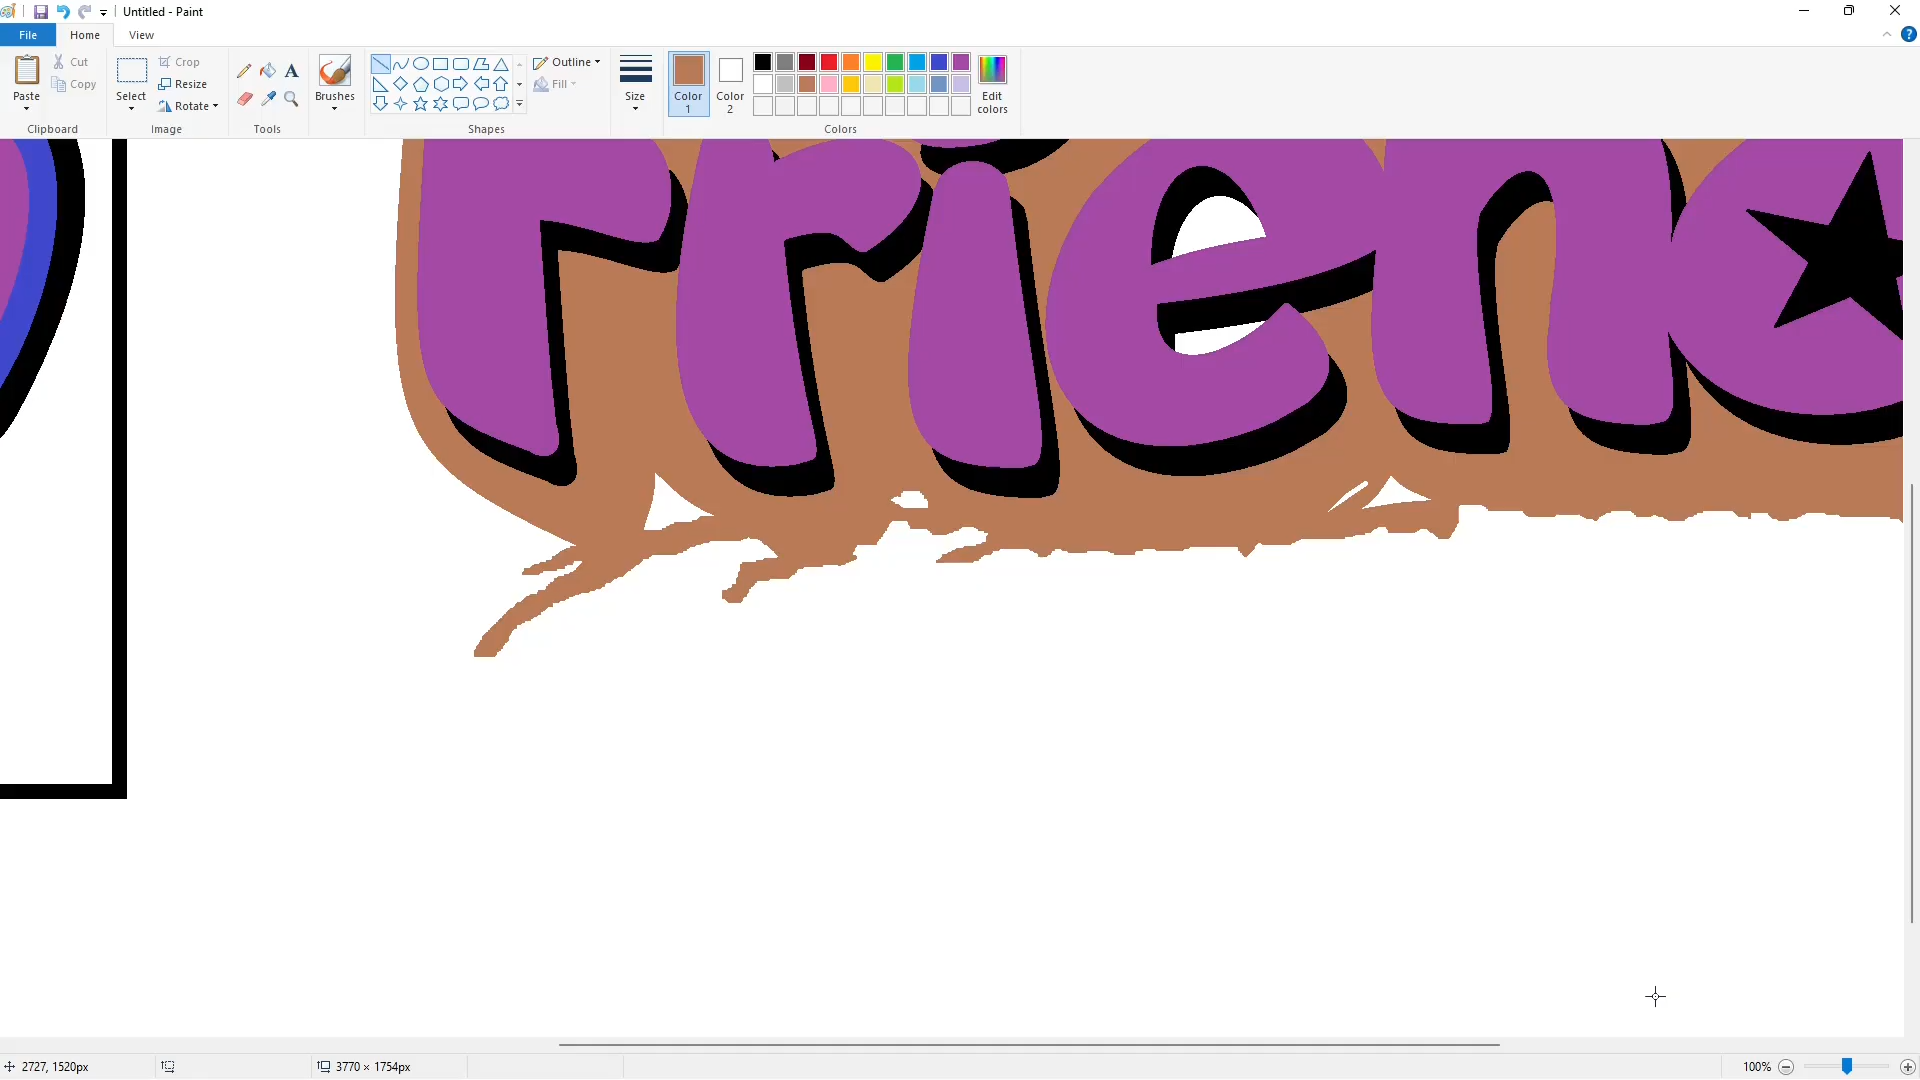 Untitled - Paint
File Home View
Paste
Cut
Copy
Clipboard
Select
Crop
Resize
Rotate
Image
Tools
Brushes
Shapes
Outline
Fill
Size
Color
1
Color
2
Edit
colors
Colors
Frien
2727, 1520px
3770 × 1754px
100%